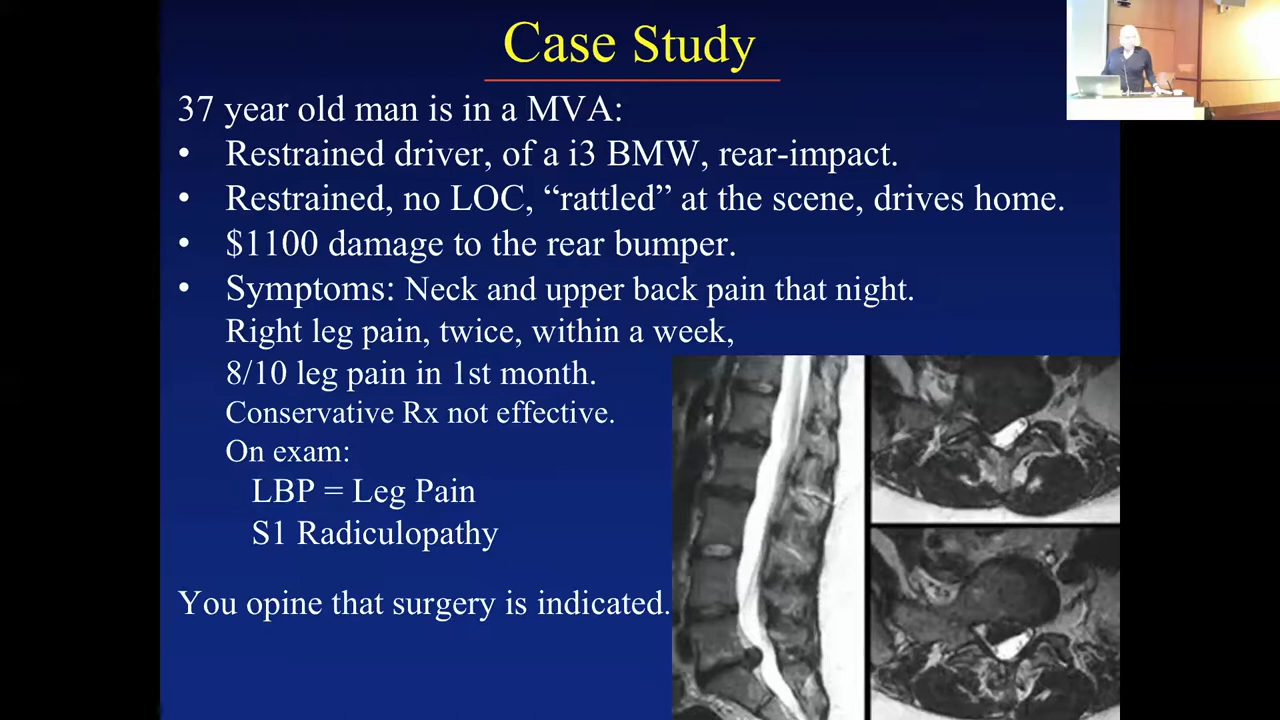 Case Study
37 year old man is in a MVA:
• Restrained driver, of a i3 BMW, rear-impact.
• Restrained, no LOC, “rattled” at the scene, drives home.
• $1100 damage to the rear bumper.
• Symptoms: Neck and upper back pain that night.
Right leg pain, twice, within a week,
8/10 leg pain in 1st month.
Conservative Rx not effective.
On exam:
LBP = Leg Pain
S1 Radiculopathy
You opine that surgery is indicated.